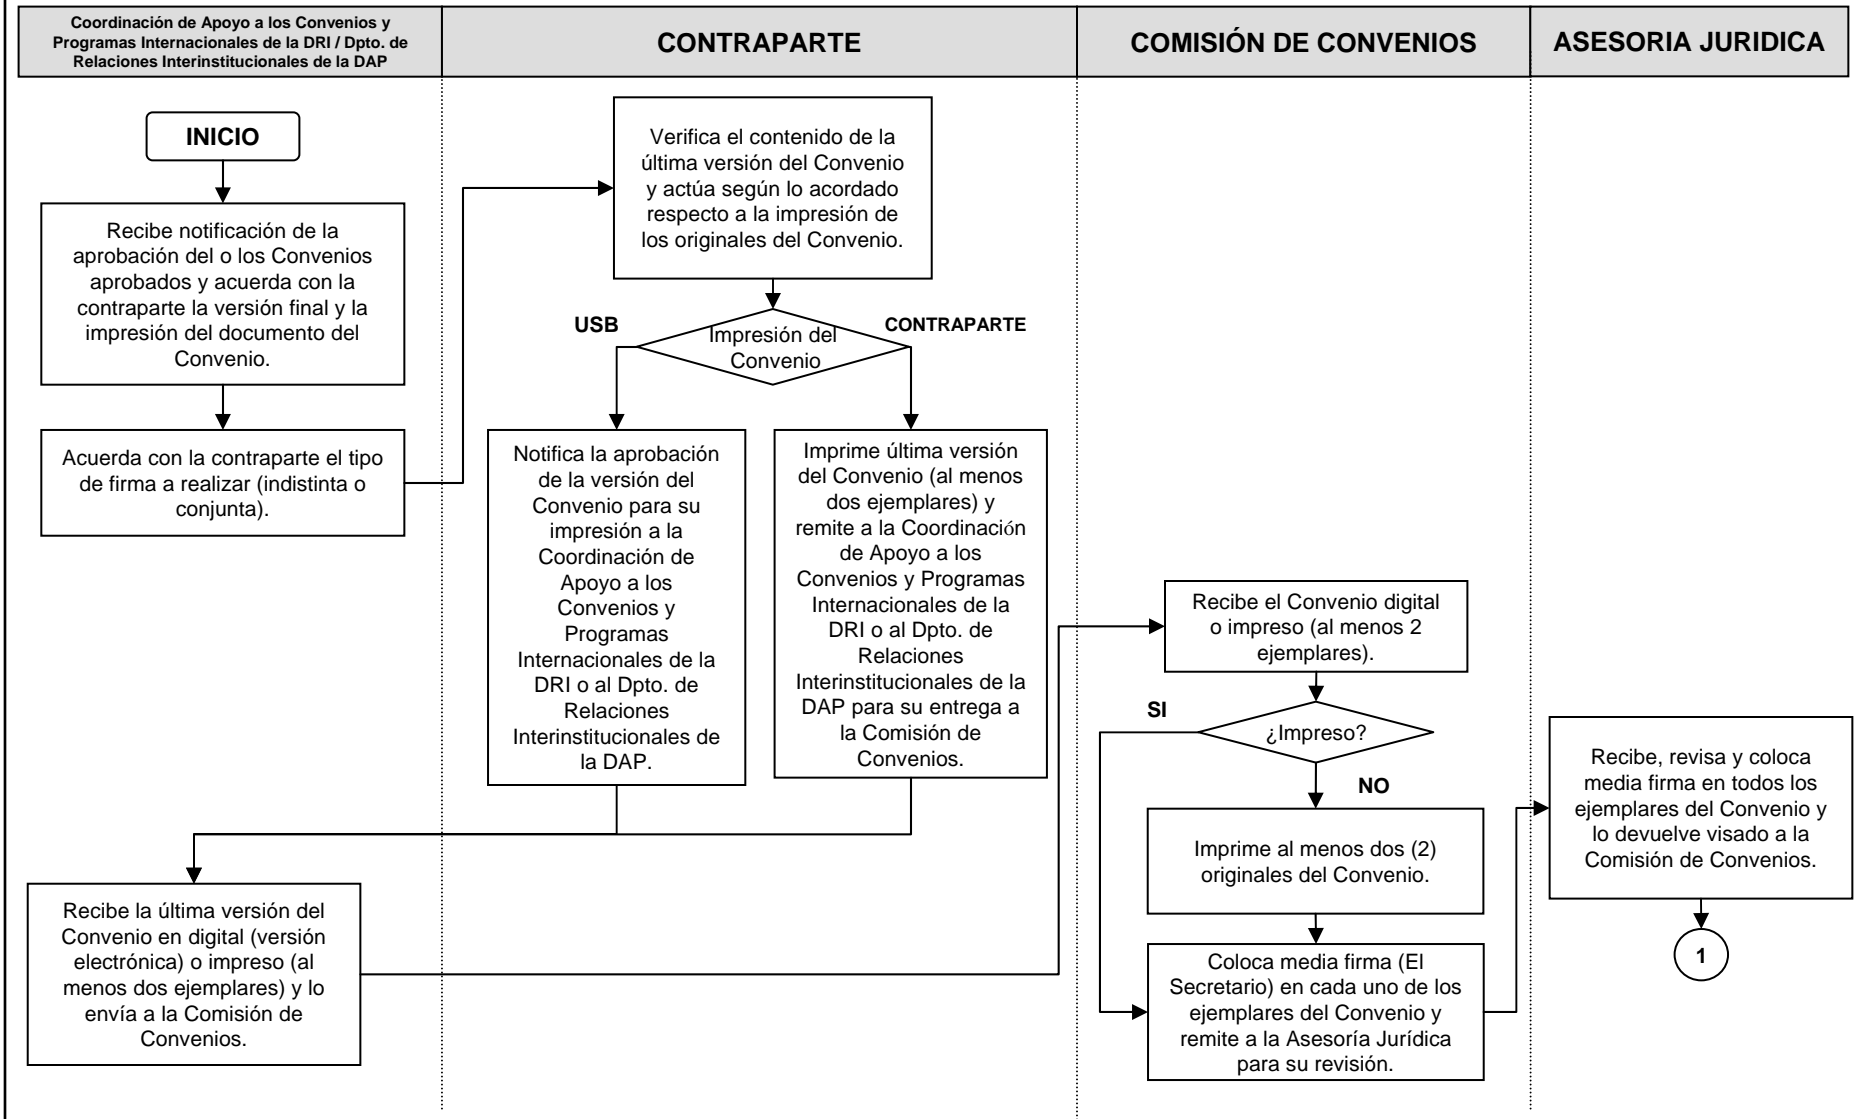 Coordinación de Apoyo a los Convenios y
Programas Internacionales de la DRI / Dpto. de
Relaciones Interinstitucionales de la DAP
CONTRAPARTE
COMISIÓN DE CONVENIOS
ASESORIA JURIDICA
INICIO
Recibe notificación de la
aprobación del o los Convenios
aprobados y acuerda con la
contraparte la versión final y la
impresión del documento del
Convenio.
Acuerda con la contraparte el tipo
de firma a realizar (indistinta o
conjunta).
Verifica el contenido de la
última versión del Convenio
y actúa según lo acordado
respecto a la impresión de
los originales del Convenio.
USB
Impresión del
Convenio
CONTRAPARTE
Notifica la aprobación
de la versión del
Convenio para su
impresión a la
Coordinación de
Apoyo a los
Convenios y
Programas
Internacionales de la
DRI o al Dpto. de
Relaciones
Interinstitucionales de
la DAP.
Imprime última versión
del Convenio (al menos
dos ejemplares) y
remite a la Coordinación
de Apoyo a los
Convenios y Programas
Internacionales de la
DRI o al Dpto. de
Relaciones
Interinstitucionales de la
DAP para su entrega a
la Comisión de
Convenios.
Recibe la última versión del
Convenio en digital (versión
electrónica) o impreso (al
menos dos ejemplares) y lo
envía a la Comisión de
Convenios.
Recibe el Convenio digital
o impreso (al menos 2
ejemplares).
SI
¿Impreso?
NO
Imprime al menos dos (2)
originales del Convenio.
Coloca media firma (El
Secretario) en cada uno de los
ejemplares del Convenio y
remite a la Asesoría Jurídica
para su revisión.
Recibe, revisa y coloca
media firma en todos los
ejemplares del Convenio y
lo devuelve visado a la
Comisión de Convenios.
1